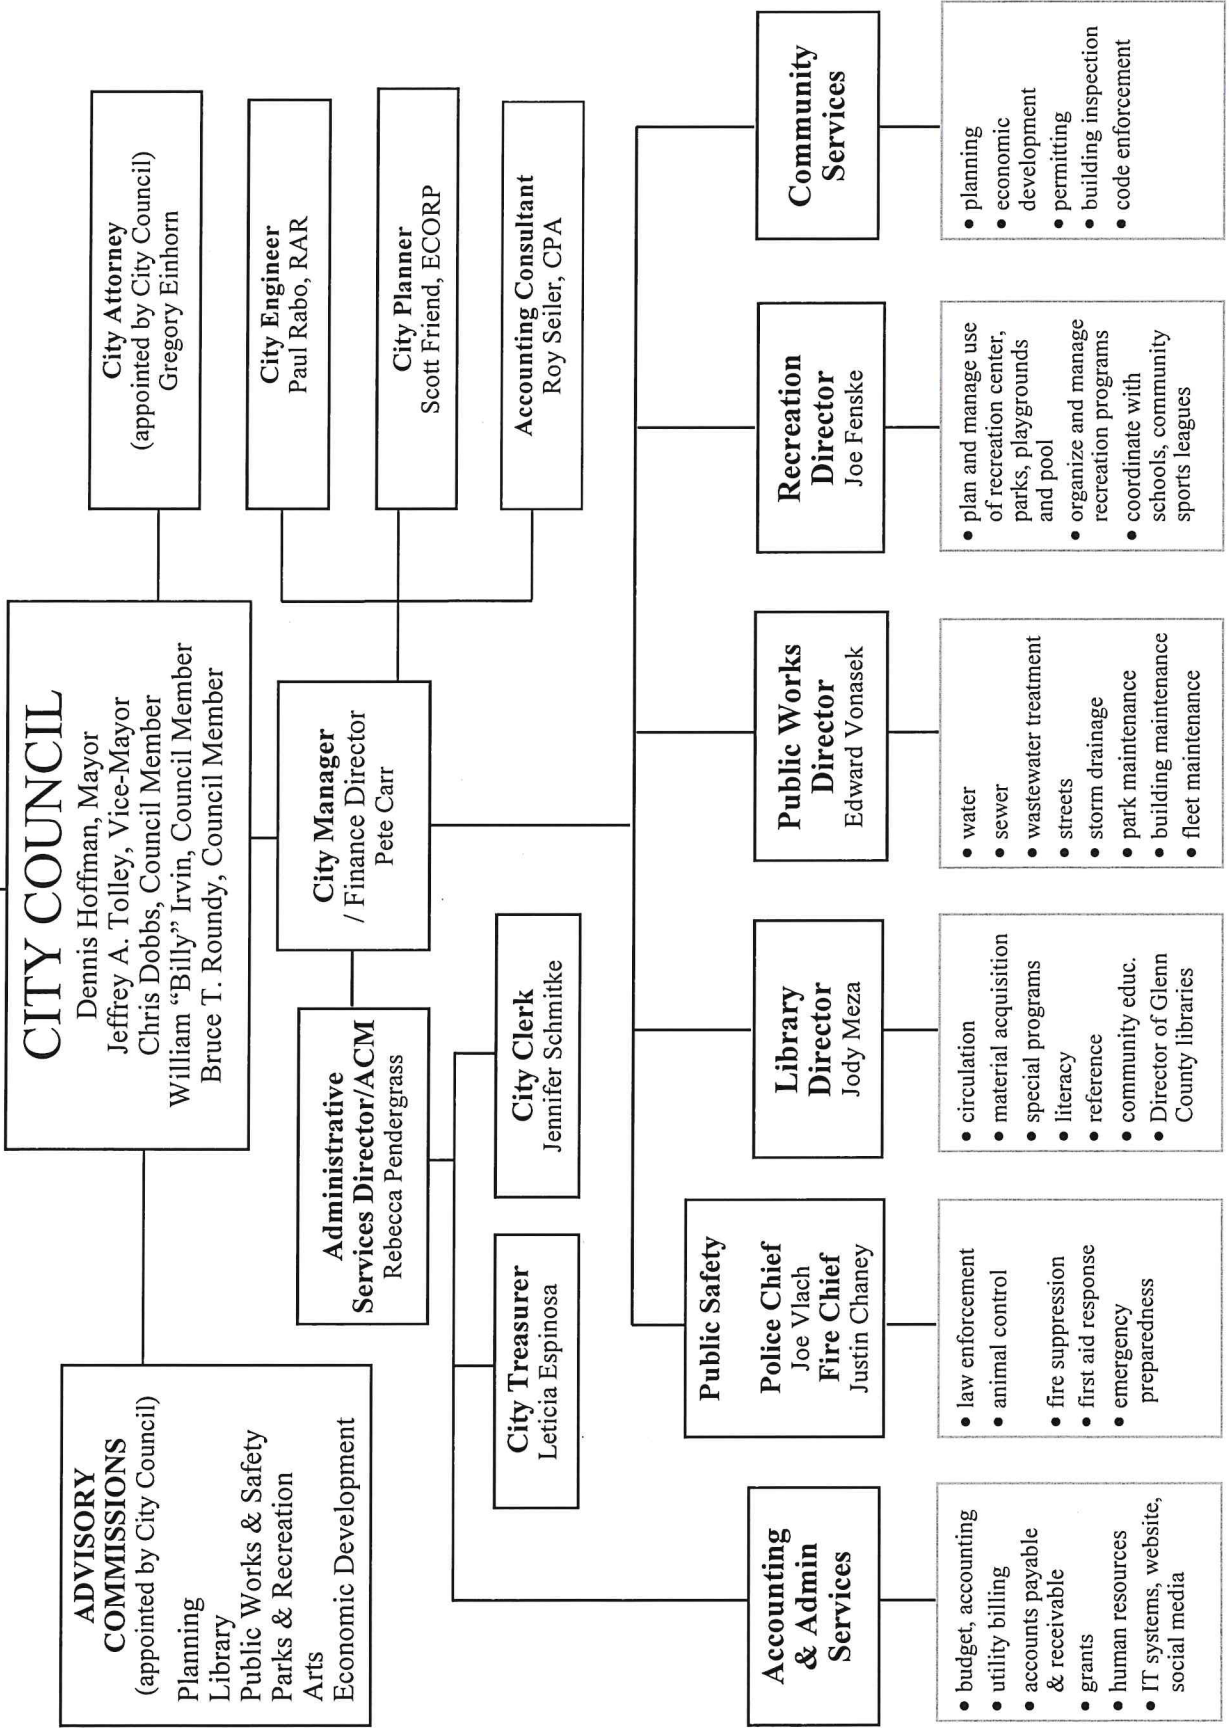 CITY COUNCIL
Dennis Hoffman, Mayor
Jeffrey A. Tolley, Vice-Mayor
Chris Dobbs, Council Member
William “Billy” Irvin, Council Member
Bruce T. Roundy, Council Member
ADVISORY
COMMISSIONS
(appointed by City Council)
Planning
Library
Public Works & Safety
Parks & Recreation
Arts
Economic Development
City Attorney
(appointed by City Council)
Gregory Einhorn
City Manager
/ Finance Director
Pete Carr
City Engineer
Paul Rabo, RAR
City Planner
Scott Friend, ECORP
Accounting Consultant
Roy Seiler, CPA
Administrative
Services Director/ACM
Rebecca Pendergrass
City Treasurer
Leticia Espinosa
City Clerk
Jennifer Schmitke
Accounting
& Admin
Services
• budget, accounting
• utility billing
• accounts payable
& receivable
• grants
• human resources
• IT systems, website,
social media
Public Safety
Police Chief
Joe Vlach
Fire Chief
Justin Chaney
• law enforcement
• animal control
• fire suppression
• first aid response
• emergency
preparedness
Library
Director
Jody Meza
• circulation
• material acquisition
• special programs
• literacy
• reference
• community educ.
• Director of Glenn
County libraries
Public Works
Director
Edward Vonasek
• water
• sewer
• wastewater treatment
• streets
• storm drainage
• park maintenance
• building maintenance
• fleet maintenance
Recreation
Director
Joe Fenske
• plan and manage use
of recreation center,
parks, playgrounds
and pool
• organize and manage
recreation programs
• coordinate with
schools, community
sports leagues
Community
Services
• planning
• economic
development
• permitting
• building inspection
• code enforcement